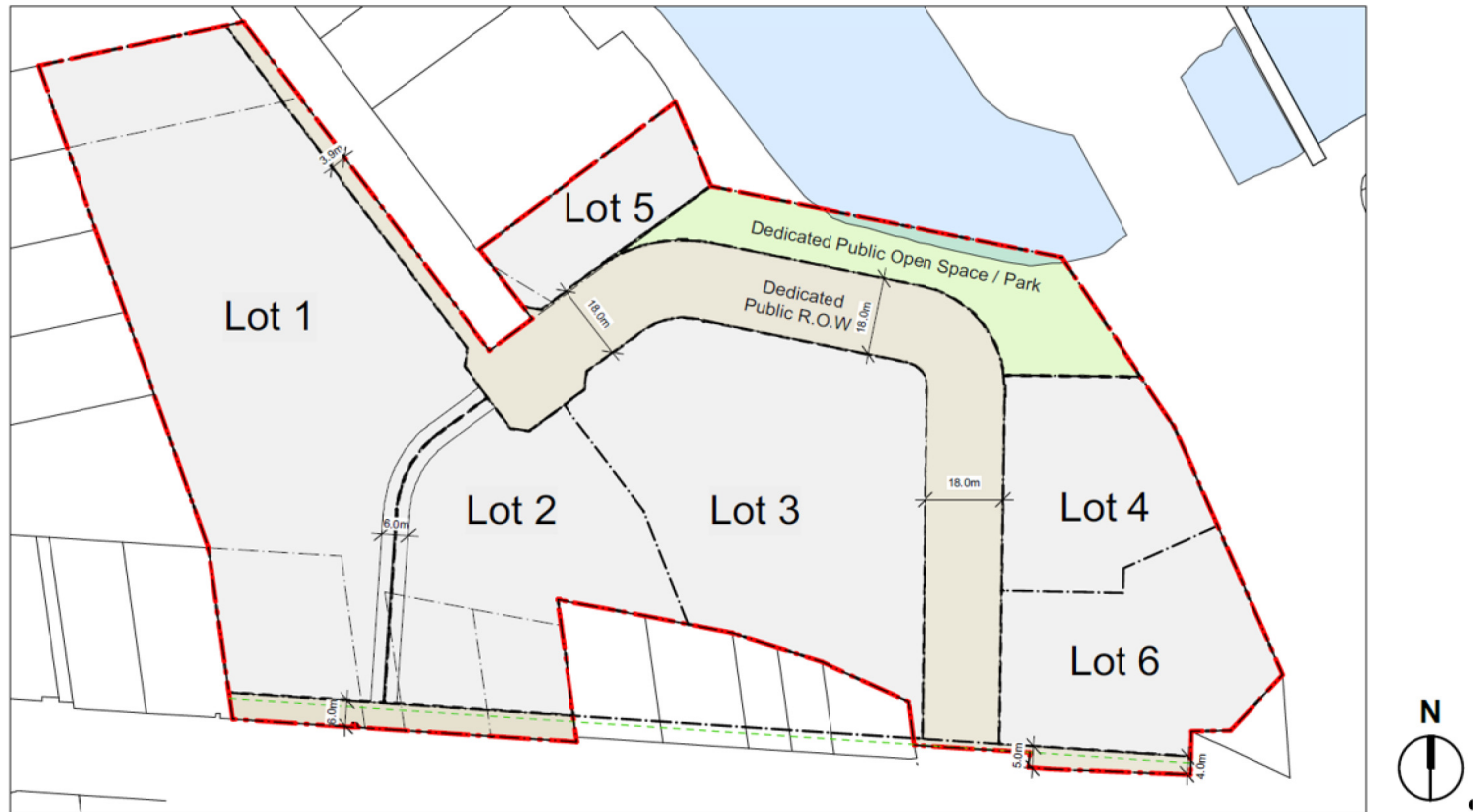 3.9m
Lot 5
Dedicated Public Open Space / Park
Lot 1
18.0m
Dedicated
Public R.O.W
18.0m
Lot 2
Lot 3
18.0m
Lot 4
6.0m
Lot 6
6.0m
5.0m
4.0m
N